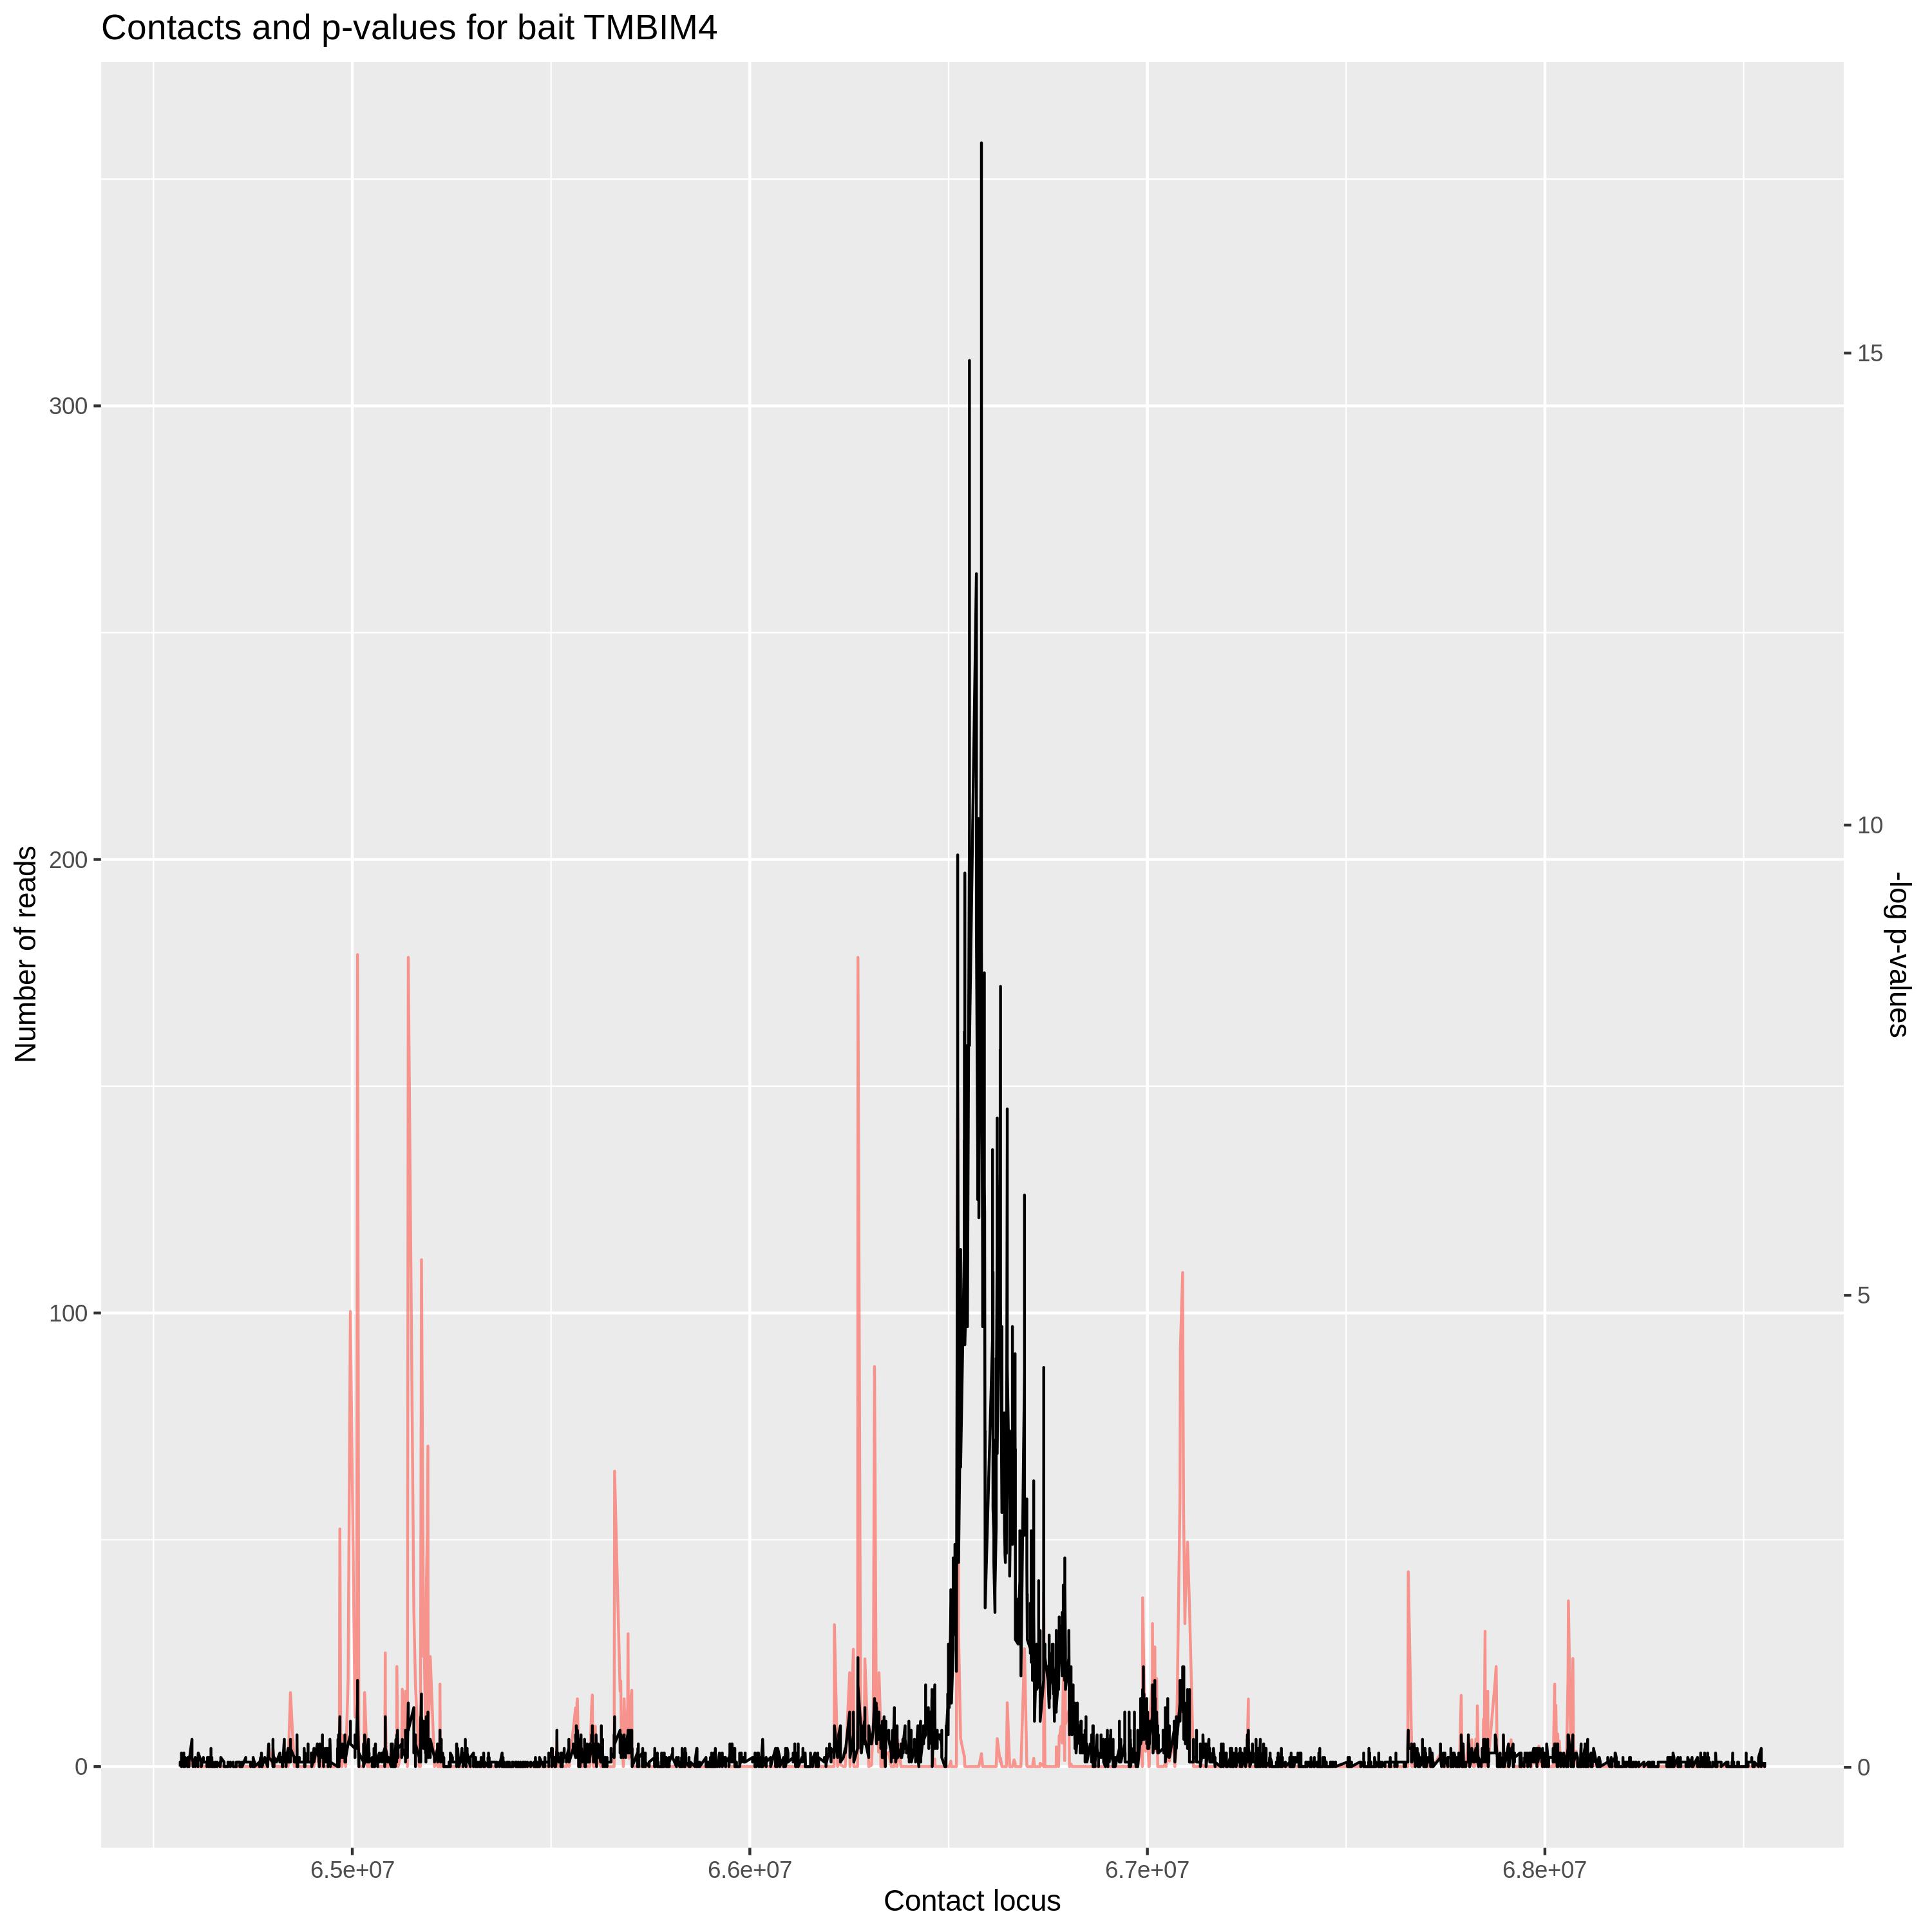 Contacts and p-values for bait TMBIM4
300
200
100
0
Number of reads
15
10
5
0
-log p-values
6.5e+07
6.6e+07
6.7e+07
6.8e+07
Contact locus